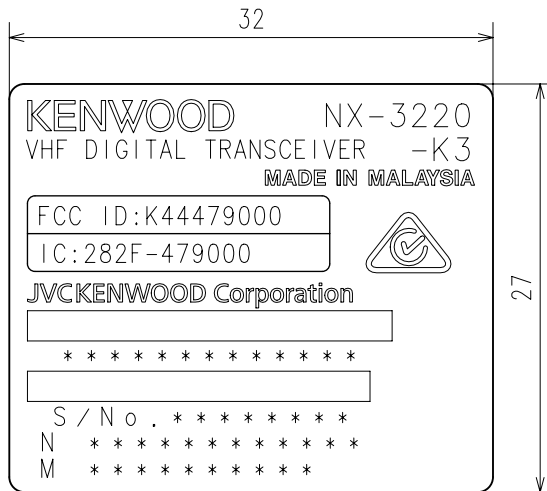 32
KENWOOD NX-3220
VHF DIGITAL TRANSCEIVER -K3
MADE IN MALAYSIA
FCC ID:K44479000
IC:282F-479000
27
JVCKENWOOD Corporation
* * * * * * * * * * * * *
S/No. * * * * * * * *
N * * * * * * * * * * * *
M * * * * * * * * * *